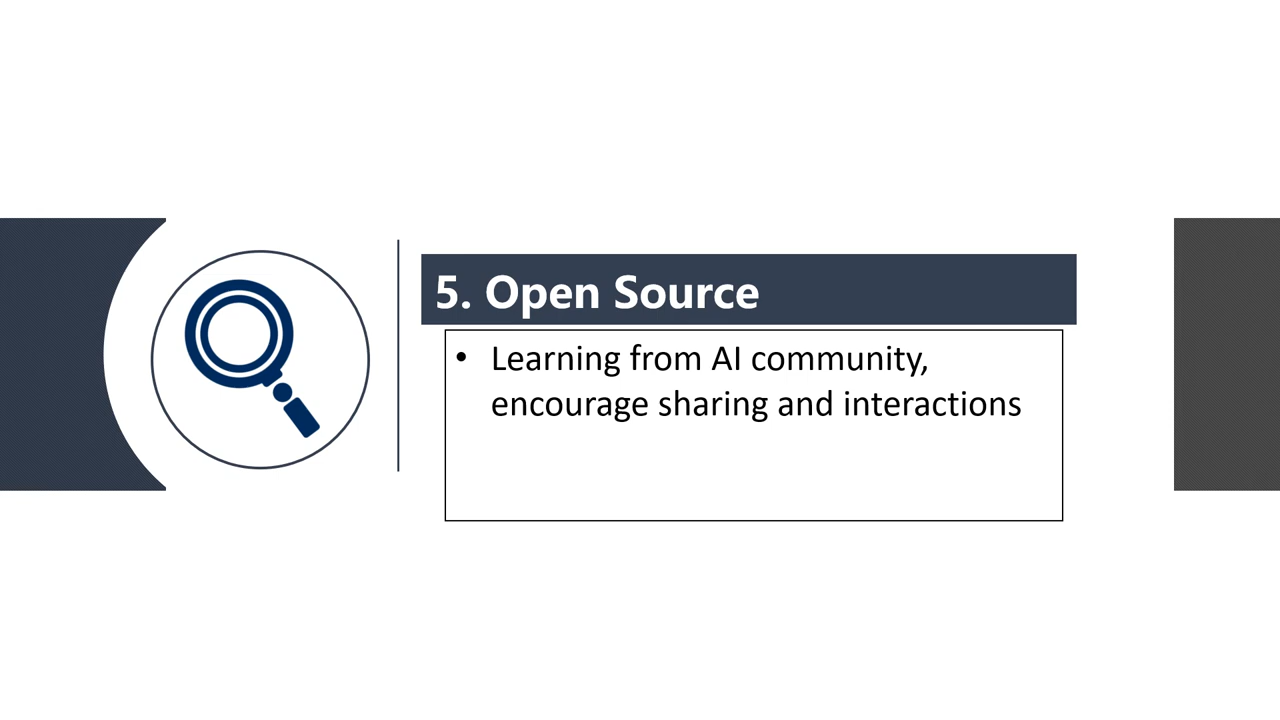 5. Open Source
• Learning from AI community,
encourage sharing and interactions